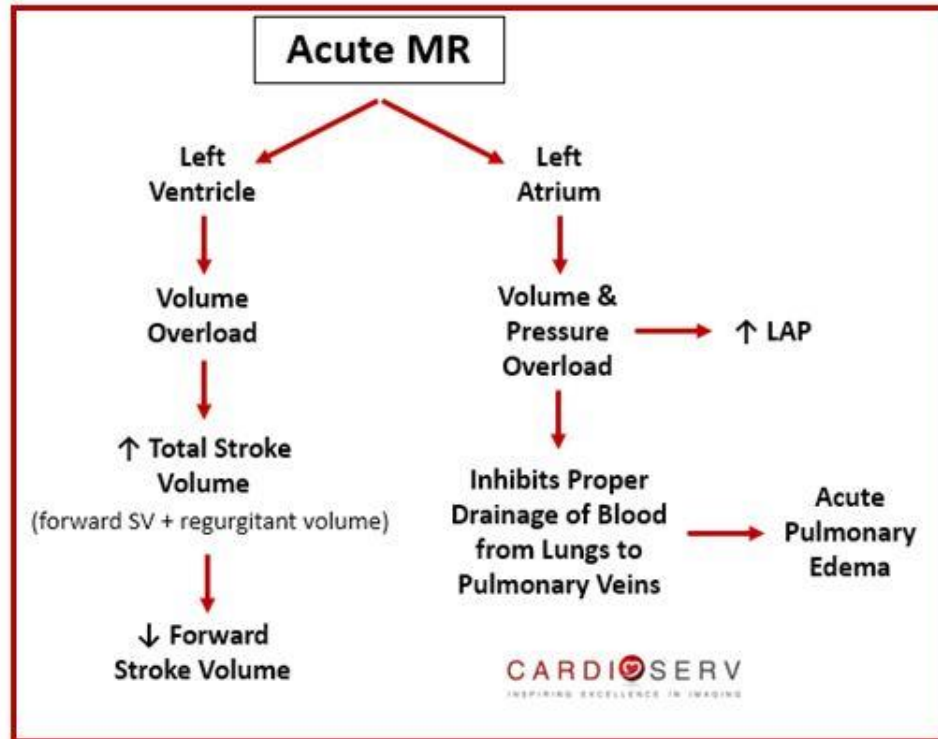 Acute MR
Left
Ventricle
Volume
Overload
↑ Total Stroke
Volume
(forward SV + regurgitant volume)
↓ Forward
Stroke Volume
Left
Atrium
Volume &
Pressure
Overload
↑ LAP
Inhibits Proper
Drainage of Blood
from Lungs to
Pulmonary Veins
Acute
Pulmonary
Edema
CARDIOSERV
INSPIRING EXCELLENCE IN IMAGING